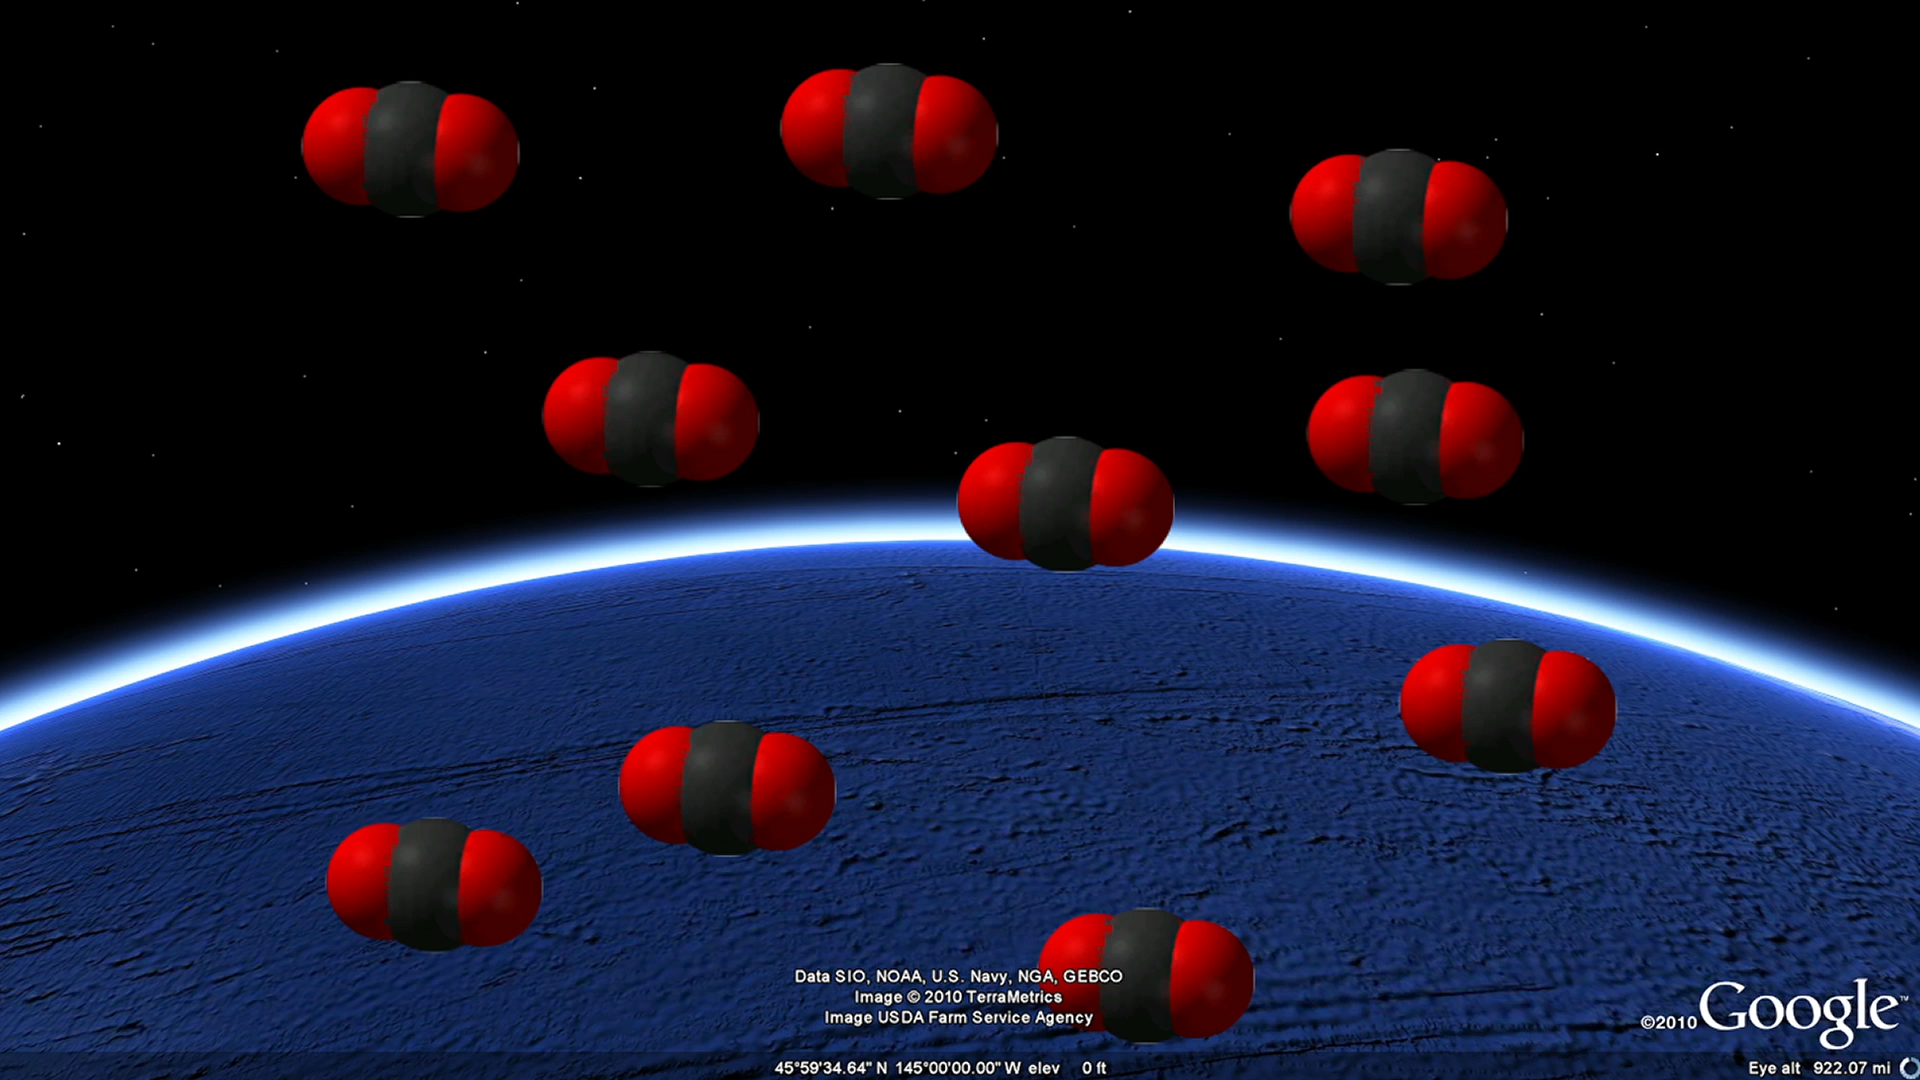 Data SIO, NOAA, U.S. Navy, NGA, GEBCO
Image © 2010 TerraMetrics
Image USDA Farm Service Agency
©2010 Google™
45°59'34.64" N 145°00'00.00" W elev 0 ft
Eye alt 922.07 mi